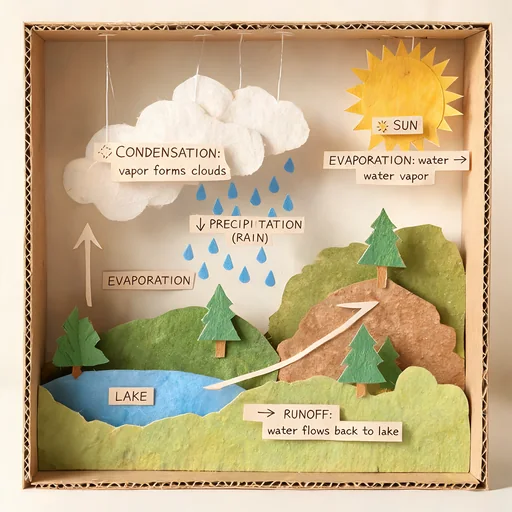 SUN
EVAPORATION: water →
water vapor
CONDENSATION:
vapor forms clouds
↓ PRECIPITATION
(RAIN)
EVAPORATION
LAKE
→ RUNOFF:
water flows back to lake